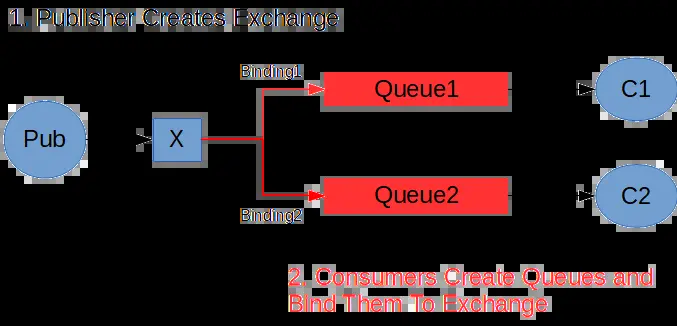 1. Publisher Creates Exchange
Binding1
Queue1
C1
Pub
X
Queue2
C2
Binding2
2. Consumers Create Queues and
Bind Them To Exchange